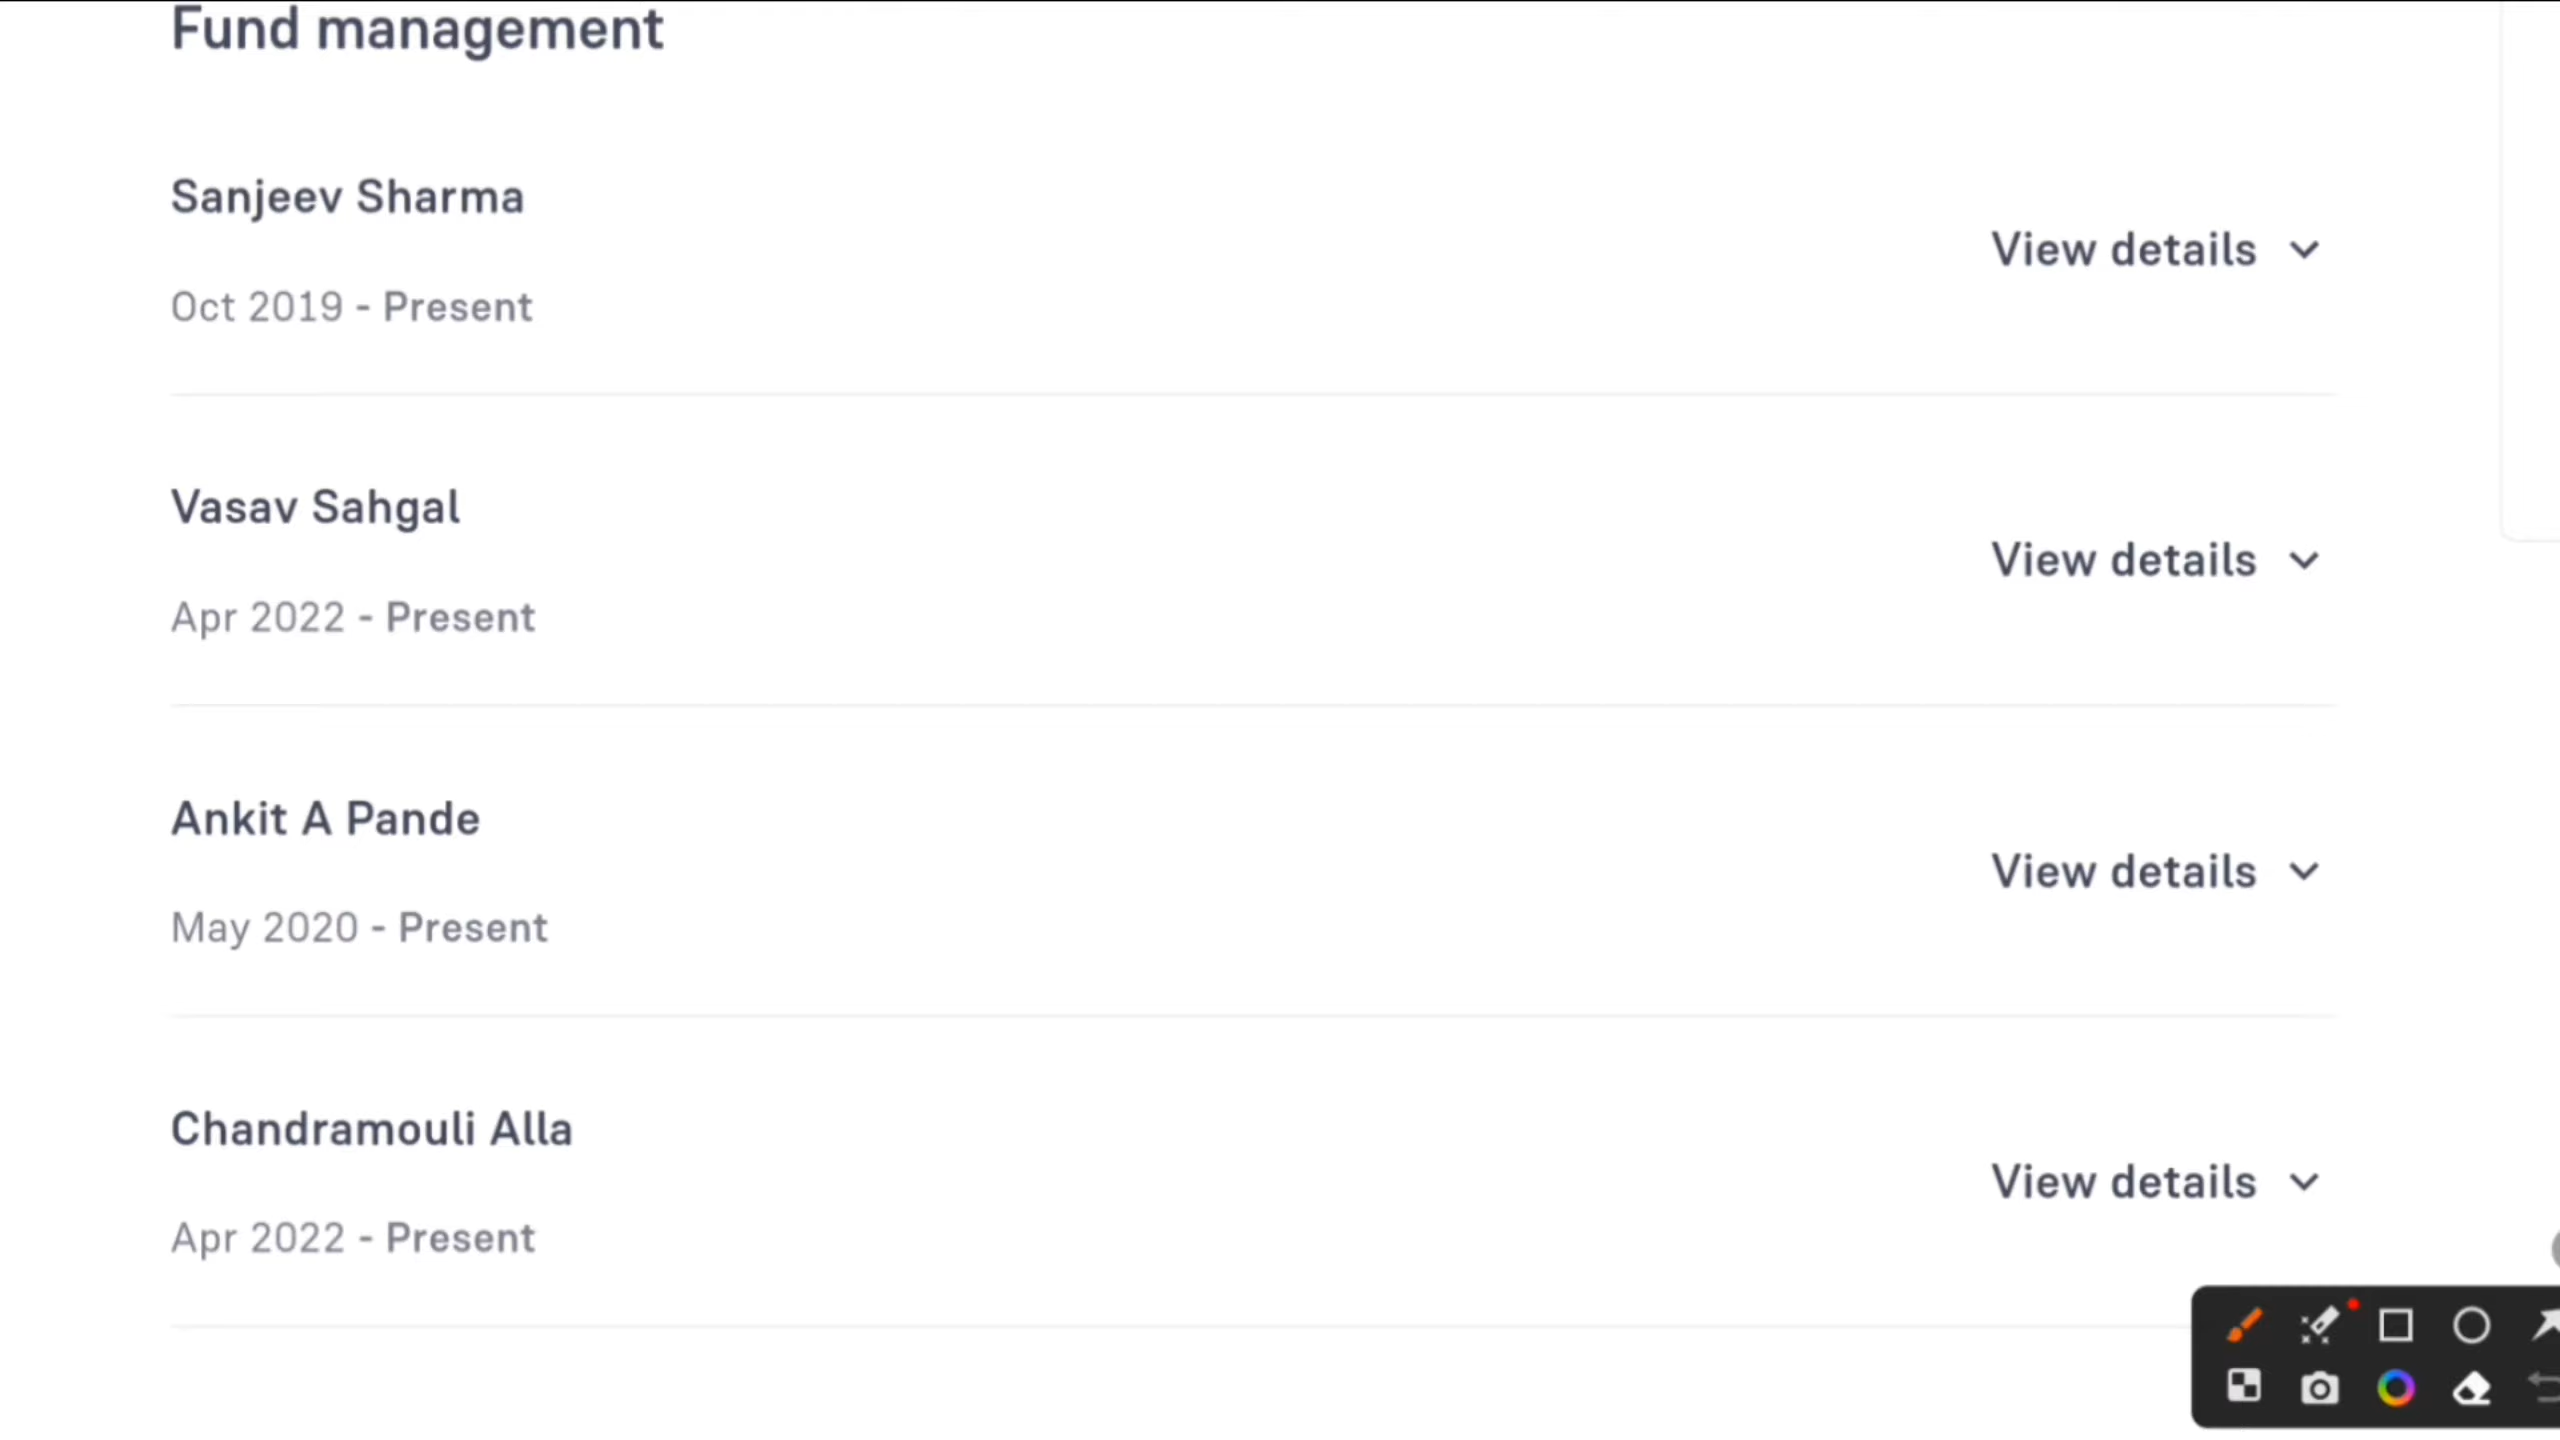 Fund management
Sanjeev Sharma
View details
Oct 2019 - Present
Vasav Sahgal
View details
Apr 2022 - Present
Ankit A Pande
View details
May 2020 - Present
Chandramouli Alla
View details
Apr 2022 - Present